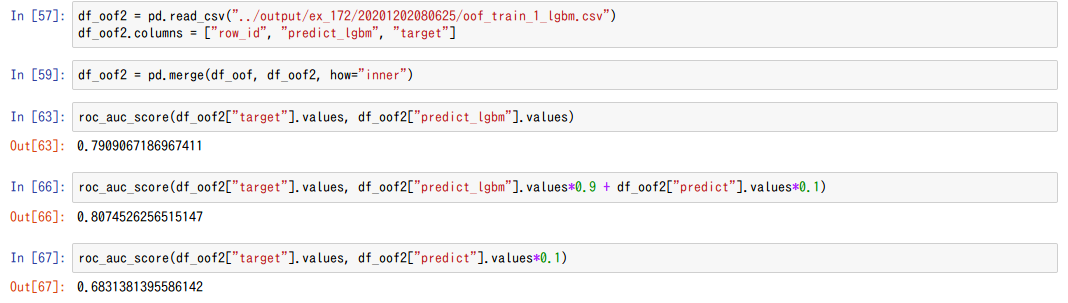 In [57]: df_oof2 = pd.read_csv("../output/ex_172/20201202080625/oof_train_1_lgbm.csv")
df_oof2.columns = ["row_id", "predict_lgbm", "target"]
In [59]: df_oof2 = pd.merge(df_oof, df_oof2, how="inner")
In [63]: roc_auc_score(df_oof2["target"].values, df_oof2["predict_lgbm"].values)
Out[63]: 0.7909067186967411
In [66]: roc_auc_score(df_oof2["target"].values, df_oof2["predict_lgbm"].values*0.9 + df_oof2["predict"].values*0.1)
Out[66]: 0.8074526256515147
In [67]: roc_auc_score(df_oof2["target"].values, df_oof2["predict"].values*0.1)
Out[67]: 0.6831381395586142